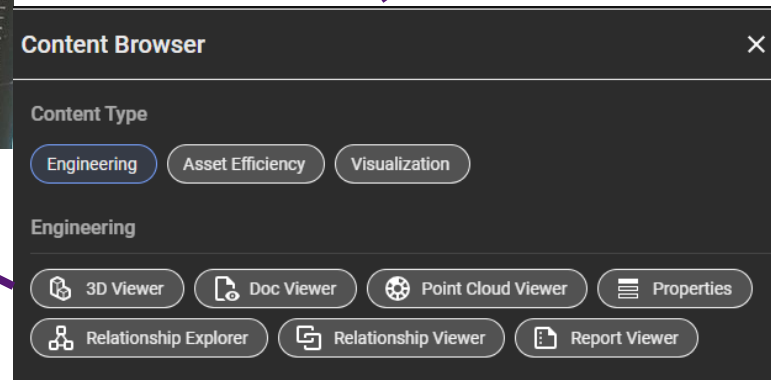 Content Browser
Content Type
Engineering Asset Efficiency Visualization
Engineering
3D Viewer Doc Viewer Point Cloud Viewer Properties
Relationship Explorer Relationship Viewer Report Viewer